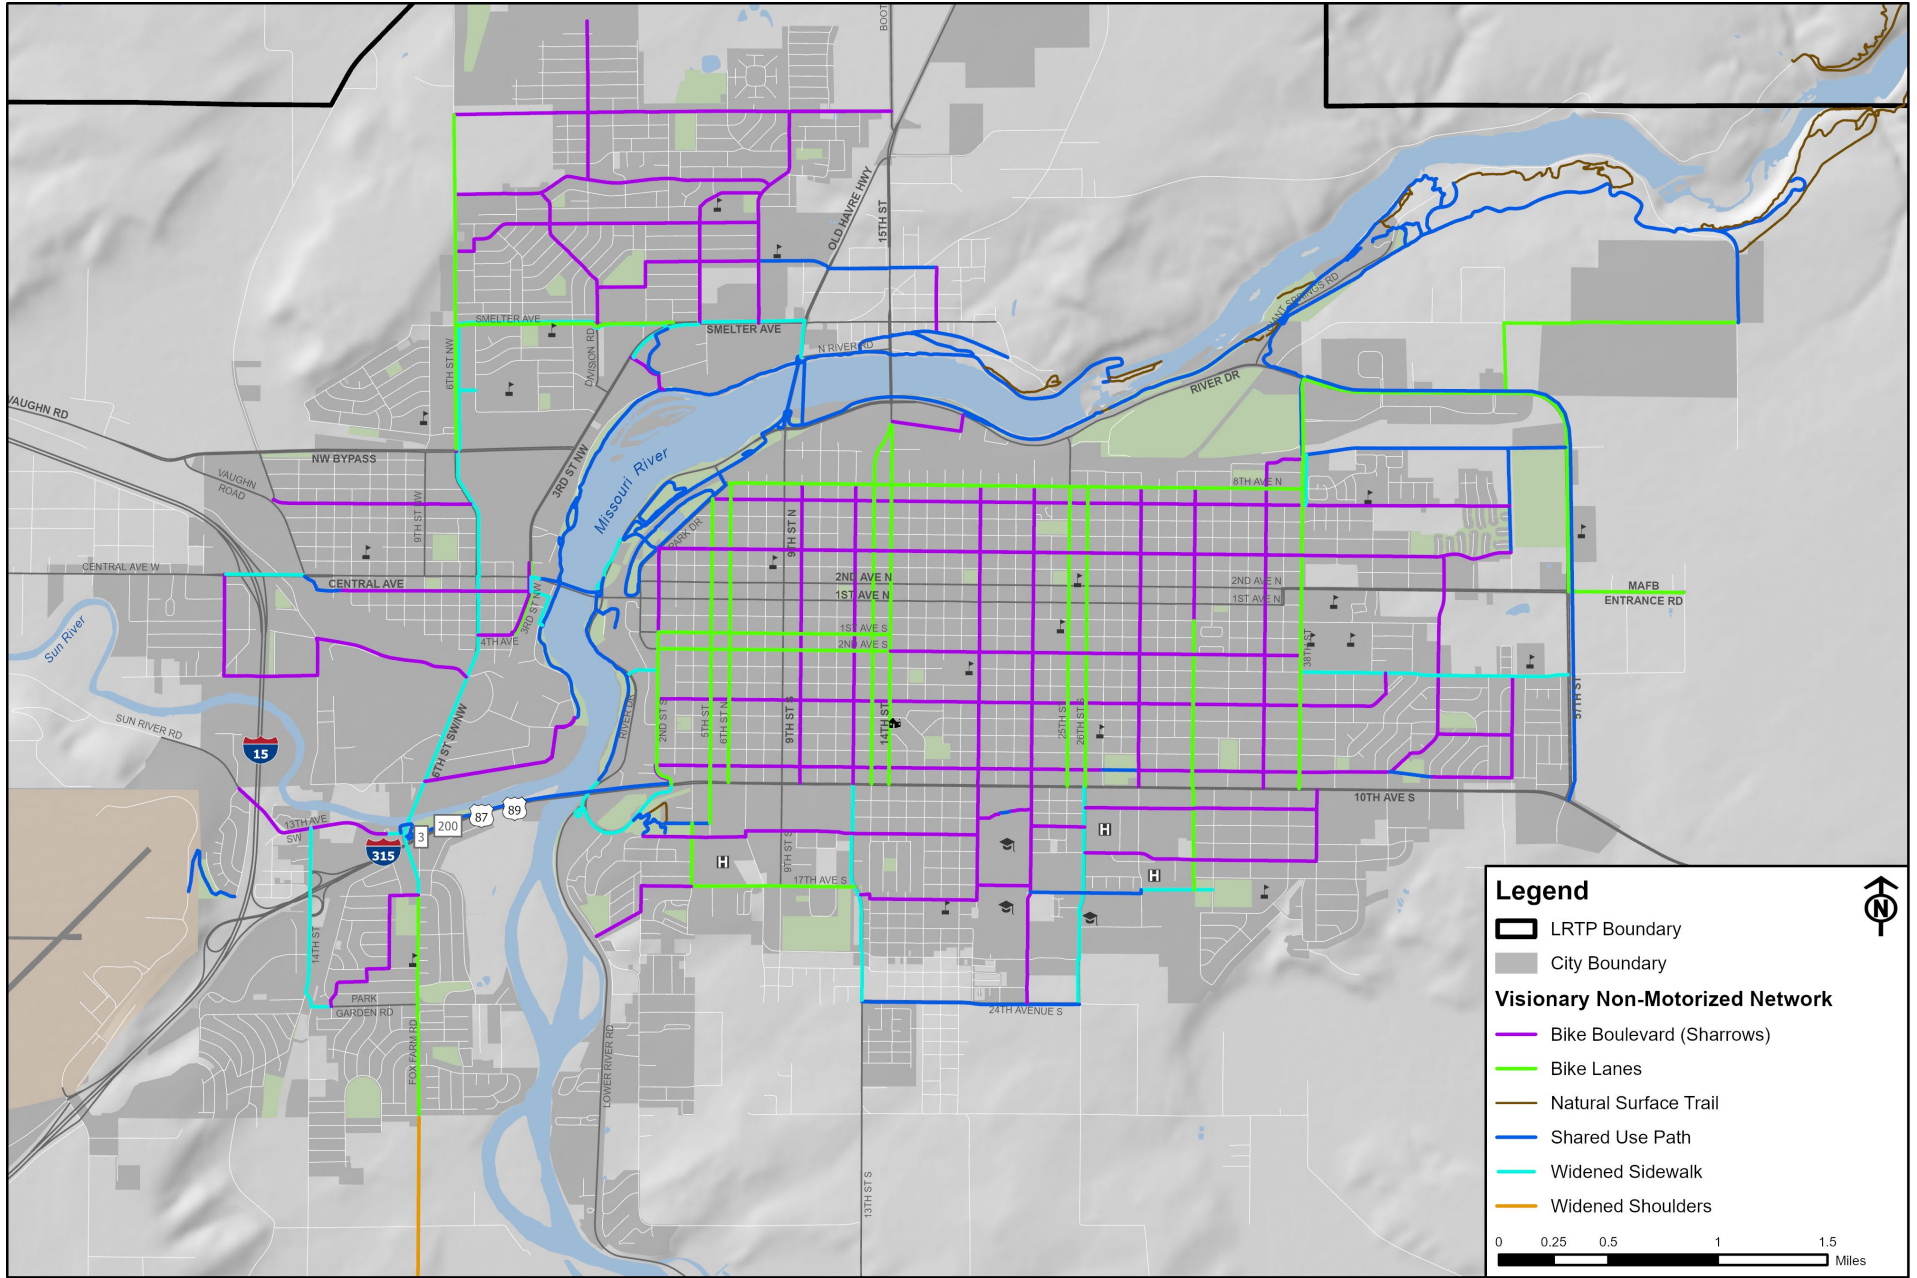 BOOT
OLD HAVRE HWY
15TH ST
SMELTER AVE
SMELTER AVE
6TH ST NW
DIVISION RD
N RIVER RD
GIANT SPRINGS RD
RIVER DR
VAUGHN RD
NW BYPASS
VAUGHN
ROAD
9TH ST NW
3RD ST NW
Missouri River
PARK DR
9TH ST N
8TH AVE N
CENTRAL AVE W
CENTRAL AVE
3RD ST NW
4TH AVE
2ND AVE N
1ST AVE N
2ND AVE N
1ST AVE N
1ST AVE S
2ND AVE S
MAFB
ENTRANCE RD
38TH ST
57TH ST
Sun River
SUN RIVER RD
6TH ST SW/NW
RIVER DR
2ND ST S
5TH ST
6TH ST N
9TH ST S
14TH ST
25TH ST
26TH ST S
10TH AVE S
15
87
89
200
3
315
13TH AVE
SW
14TH ST
PARK
GARDEN RD
FOX FARM RD
9TH ST S
17TH AVE S
24TH AVENUE S
LOWER RIVER RD
13TH ST S
H
H
H
Legend
N
LRTP Boundary
City Boundary
Visionary Non-Motorized Network
Bike Boulevard (Sharrows)
Bike Lanes
Natural Surface Trail
Shared Use Path
Widened Sidewalk
Widened Shoulders
0 0.25 0.5 1 1.5
Miles